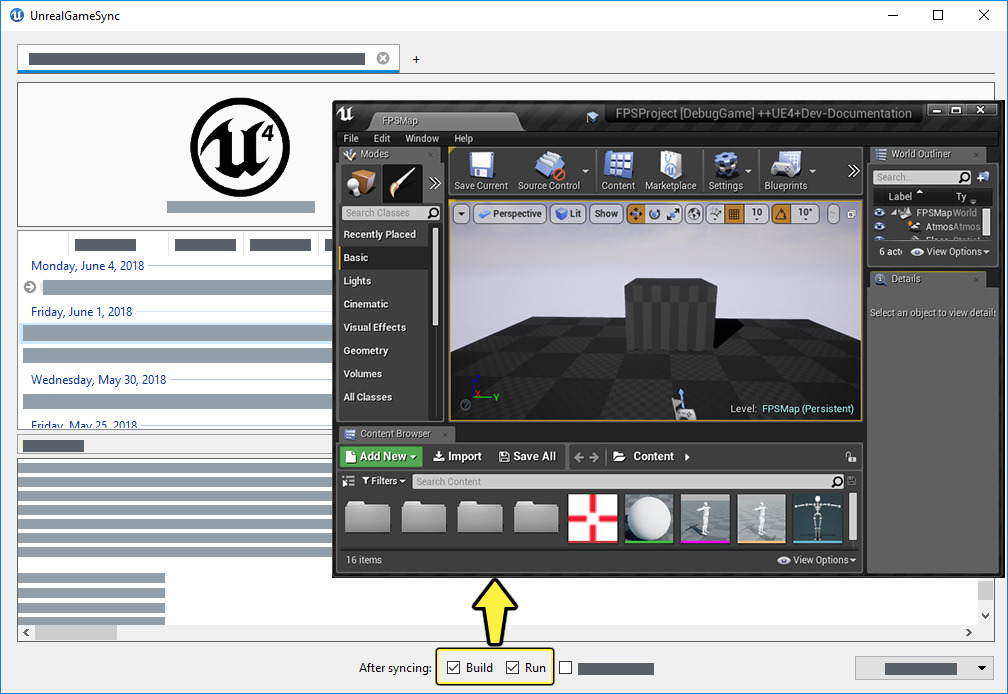 UnrealGameSync
+
4
FPSMap
FPSProject [DebugGame] ++UE4+Dev-Documentation
File Edit Window Help
Modes
Search Classes
Recently Placed
Basic
Lights
Cinematic
Visual Effects
Geometry
Volumes
All Classes
Save Current Source Control Content Marketplace Settings Blueprints
Perspective Lit Show 10 10°
X Y
Level: FPSMap (Persistent)
World Outliner
Search...
Label Ty
FPSMap World
Atmos Atmos
6 acto View Options
Details
Select an object to view details
Content Browser
Add New Import Save All Content
Filters Search Content
16 items View Options
Monday, June 4, 2018
Friday, June 1, 2018
Wednesday, May 30, 2018
Friday, May 25, 2018
After syncing: Build Run